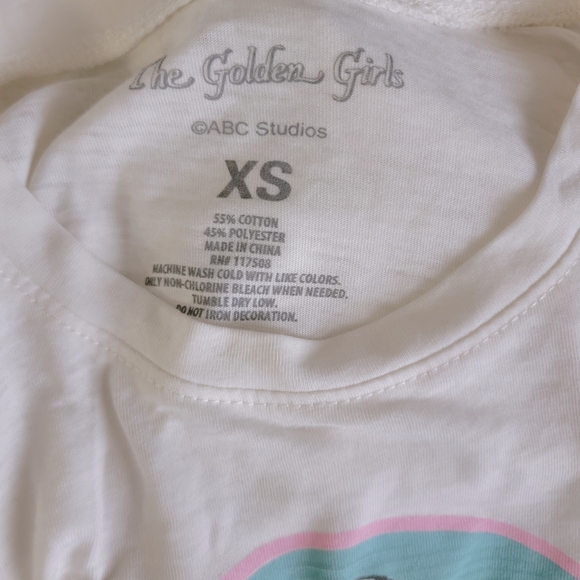 The Golden Girls
©ABC Studios
XS
55% COTTON
45% POLYESTER
MADE IN CHINA
RN# 117508
MACHINE WASH COLD WITH LIKE COLORS.
ONLY NON-CHLORINE BLEACH WHEN NEEDED.
TUMBLE DRY LOW.
DO NOT IRON DECORATION.